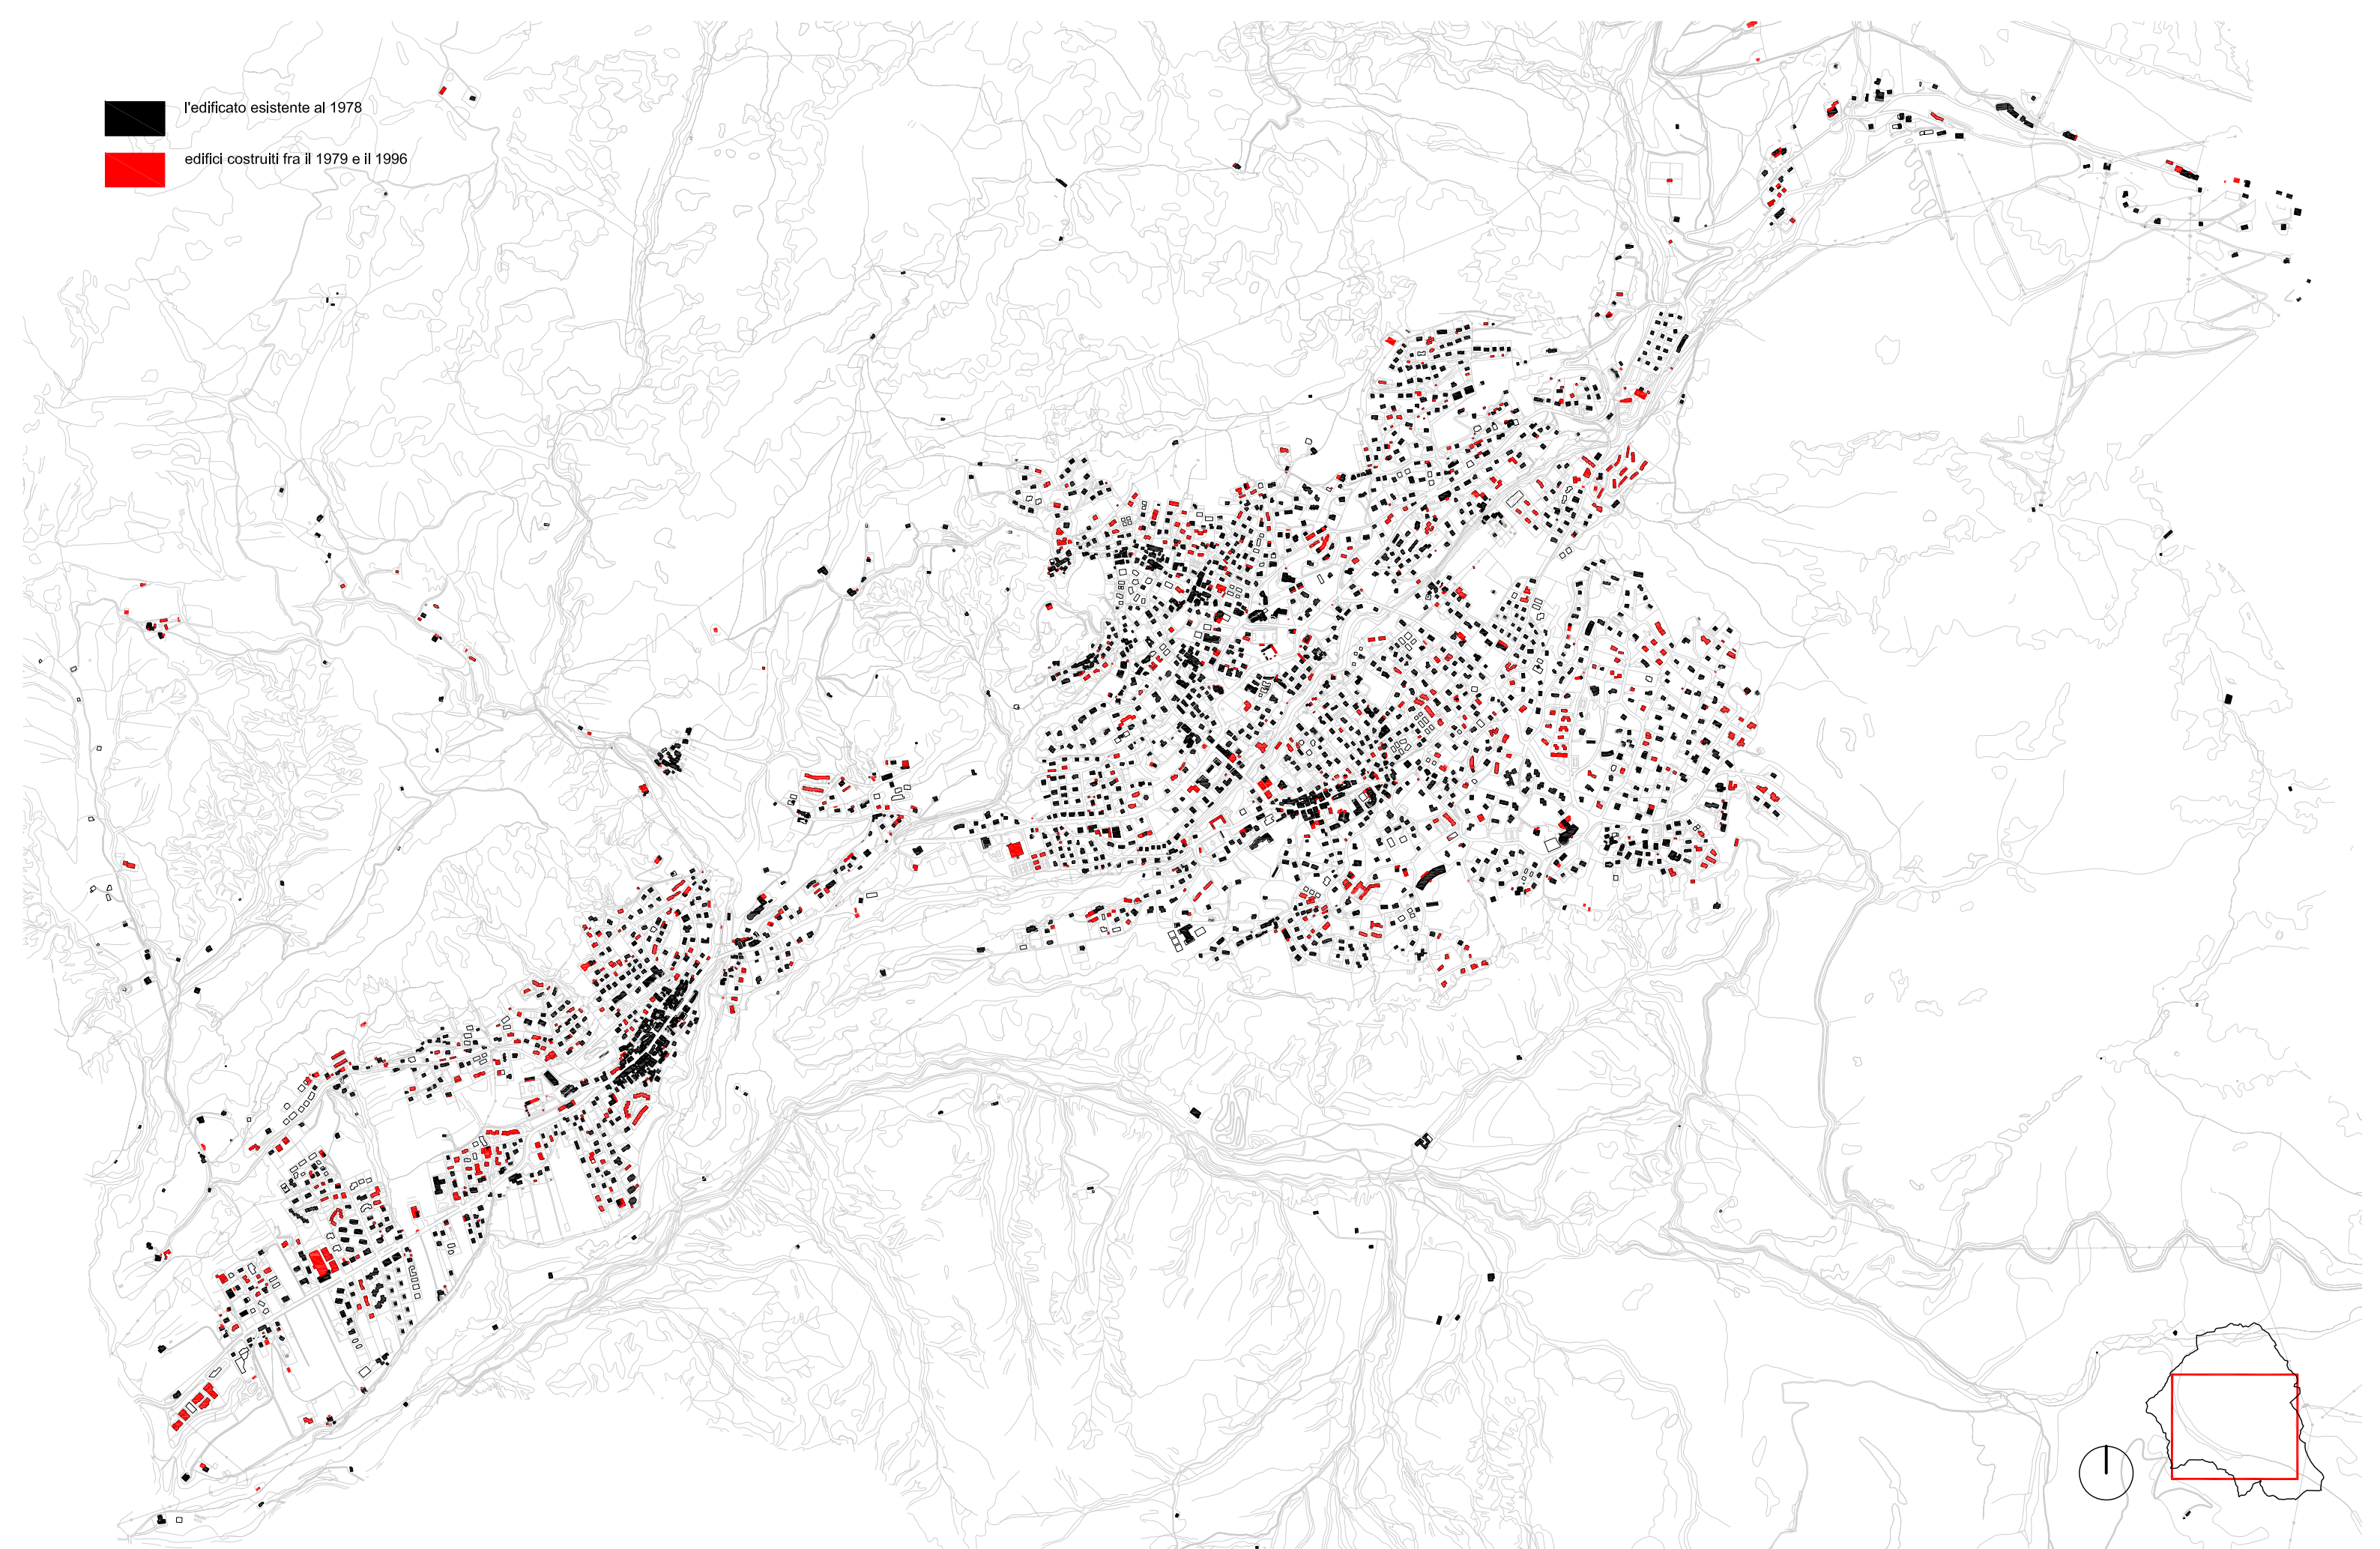 l'edificato esistente al 1978
edifici costruiti fra il 1979 e il 1996